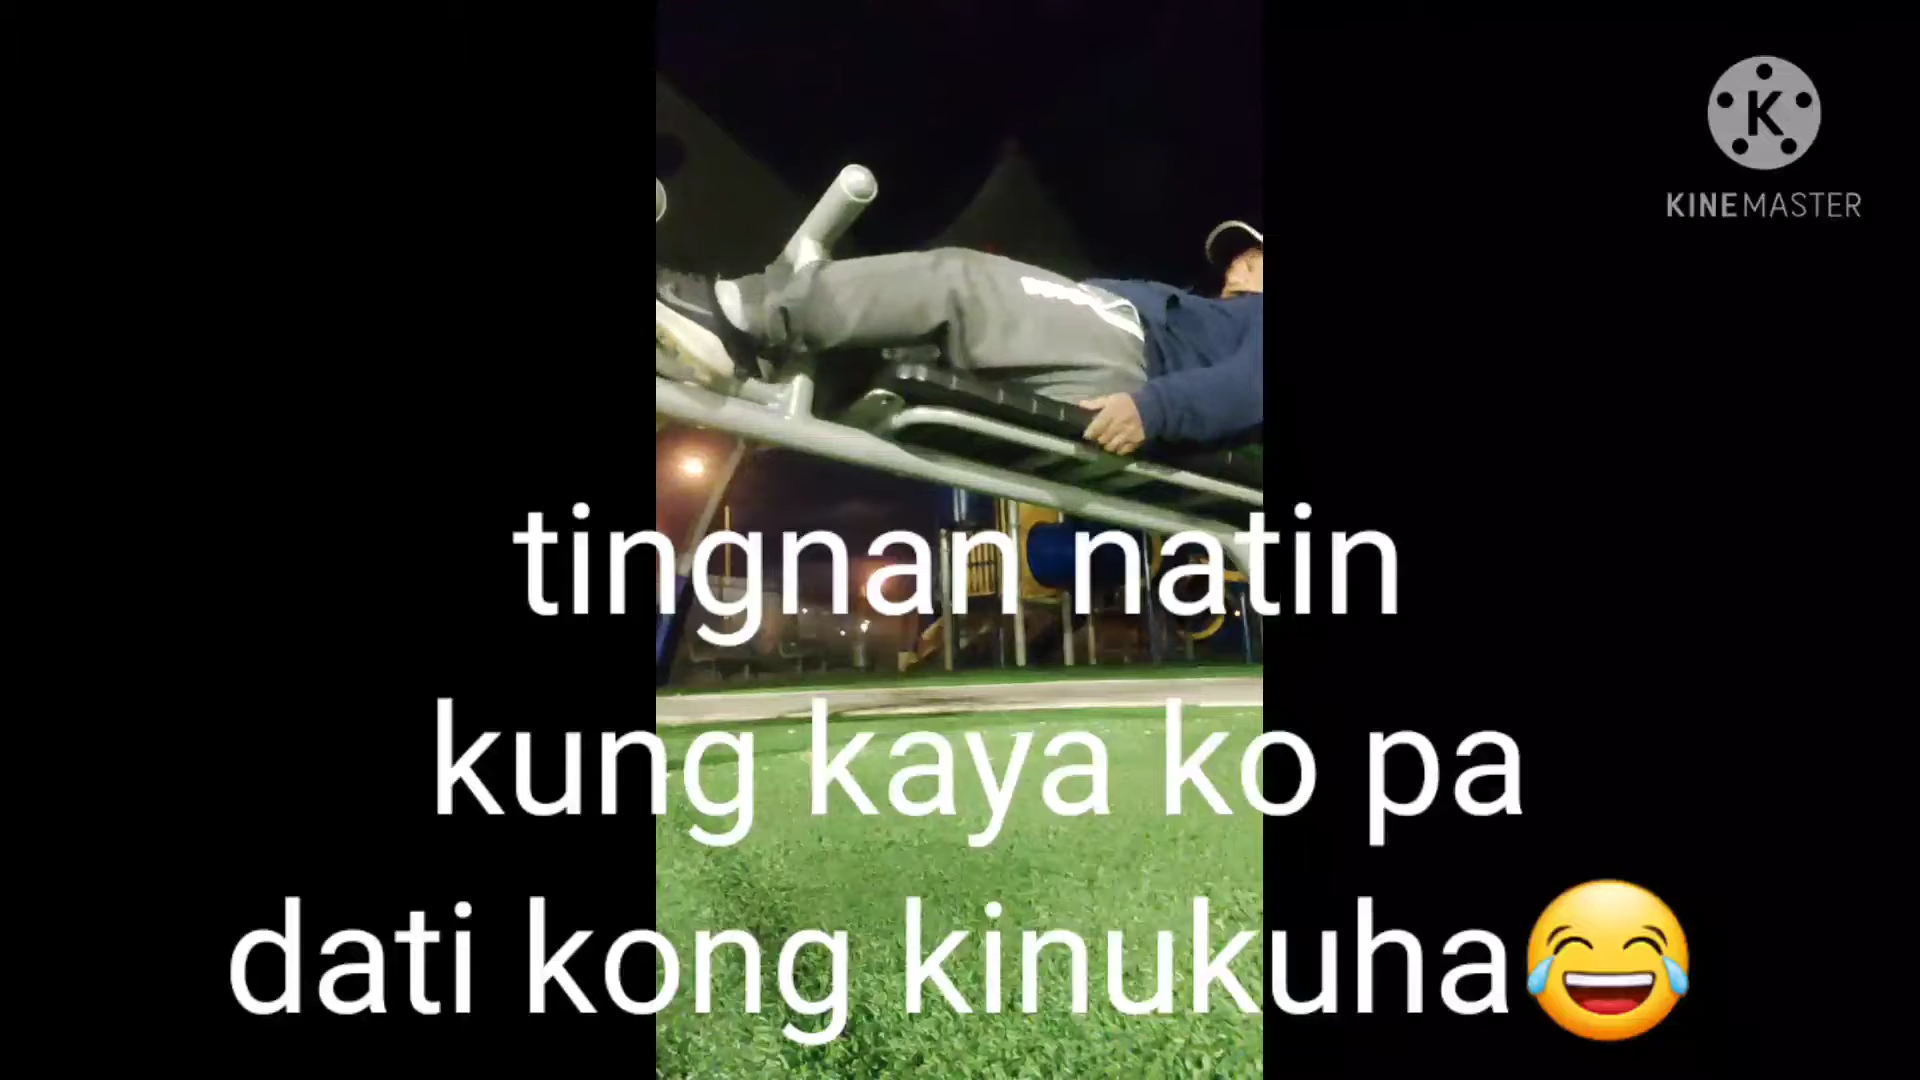 K
KINEMASTER
tingnan natin
kung kaya ko pa
dati kong kinukuha😂